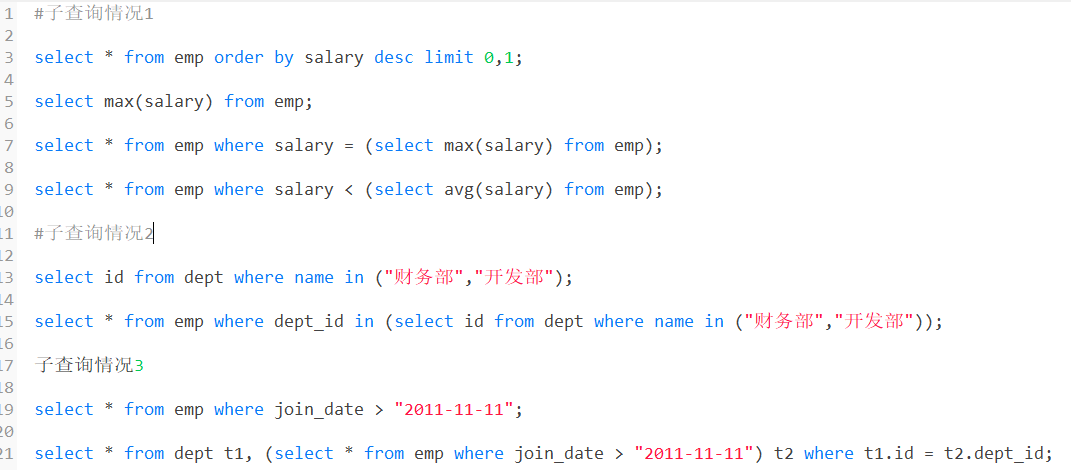 1 #子查询情况1
2
3 select * from emp order by salary desc limit 0,1;
4
5 select max(salary) from emp;
6
7 select * from emp where salary = (select max(salary) from emp);
8
9 select * from emp where salary < (select avg(salary) from emp);
10
11 #子查询情况2
12
13 select id from dept where name in ("财务部","开发部");
14
15 select * from emp where dept_id in (select id from dept where name in ("财务部","开发部"));
16
17 子查询情况3
18
19 select * from emp where join_date > "2011-11-11";
20
21 select * from dept t1, (select * from emp where join_date > "2011-11-11") t2 where t1.id = t2.dept_id;